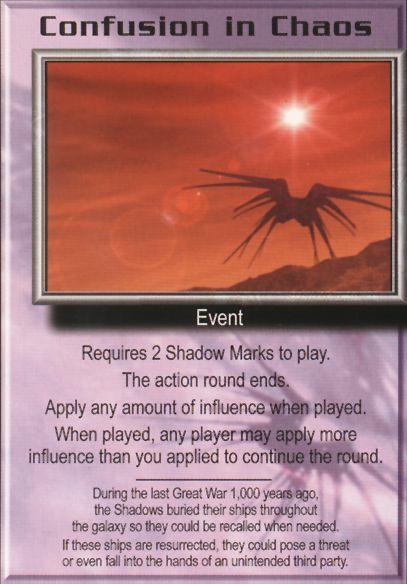 Confusion in Chaos
Event
Requires 2 Shadow Marks to play.
The action round ends.
Apply any amount of influence when played.
When played, any player may apply more
influence than you applied to continue the round.
During the last Great War 1,000 years ago,
the Shadows buried their ships throughout
the galaxy so they could be recalled when needed.
If these ships are resurrected, they could pose a threat
or even fall into the hands of an unintended third party.